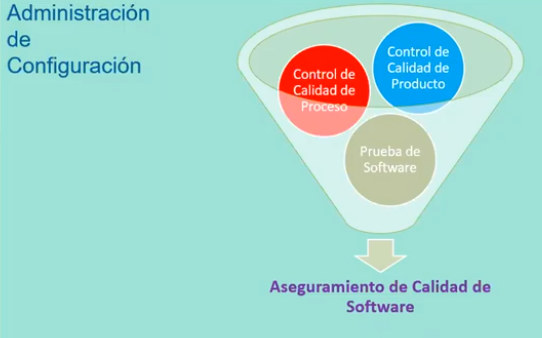 Administración
de
Configuración
Control de
Calidad de
Proceso
Control de
Calidad de
Producto
Prueba de
Software
Aseguramiento de Calidad de
Software